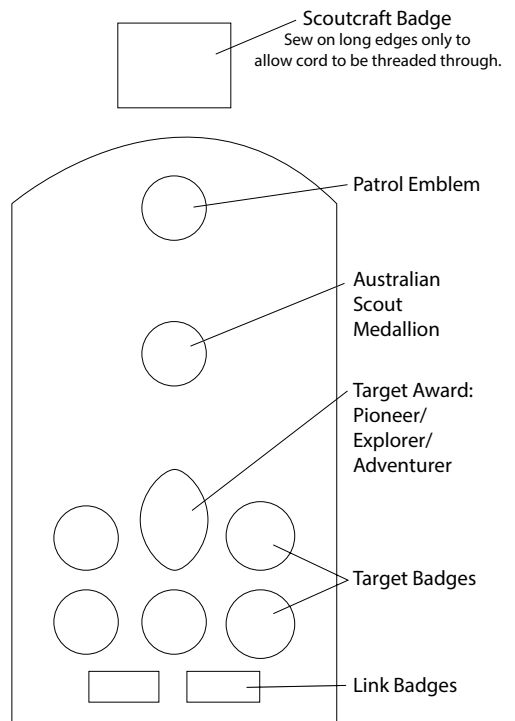 Scoutcraft Badge
Sew on long edges only to
allow cord to be threaded through.
Patrol Emblem
Australian
Scout
Medallion
Target Award:
Pioneer/
Explorer/
Adventurer
Target Badges
Link Badges